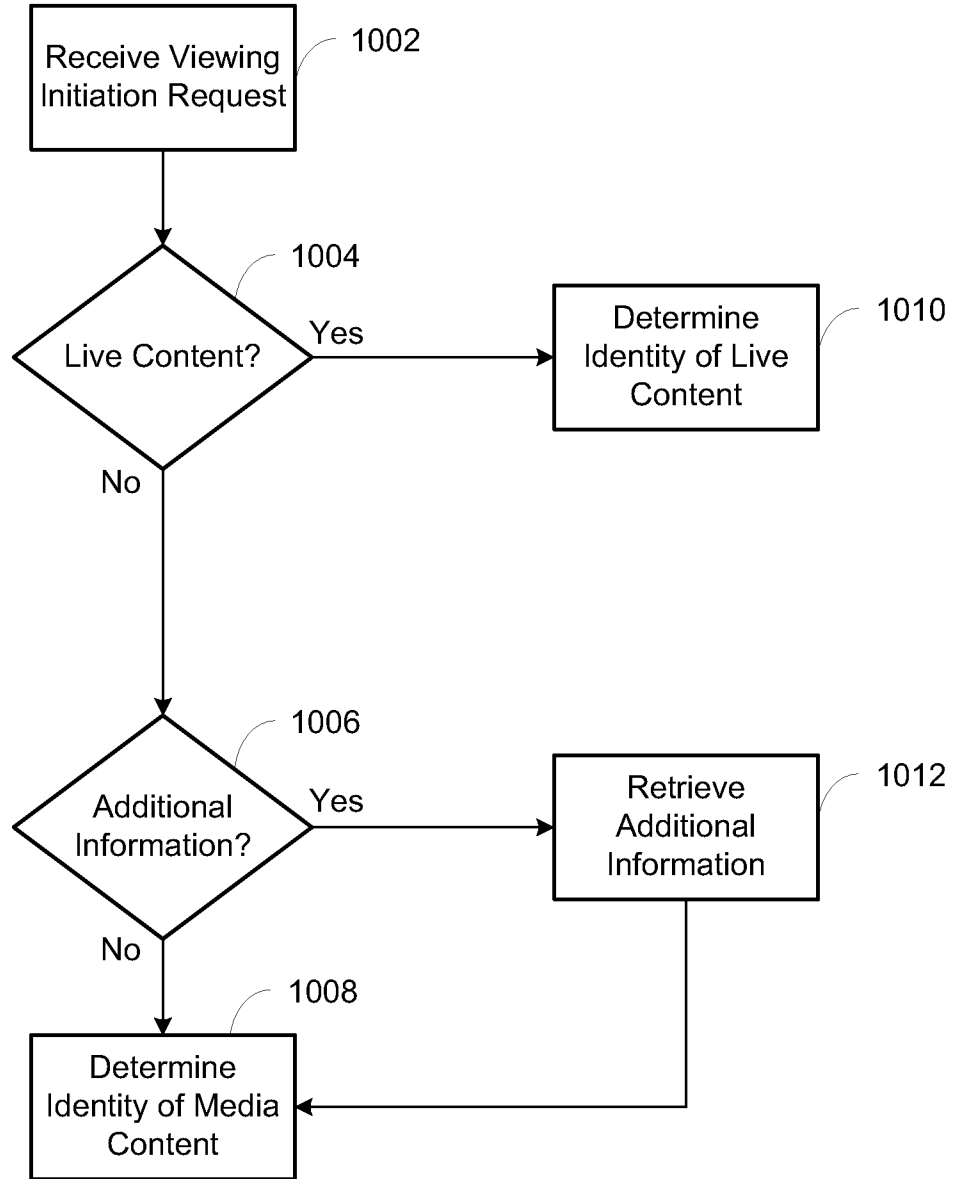 Receive Viewing
Initiation Request
1002
1004
Live Content?
Yes
No
Determine
Identity of Live
Content
1010
1006
Additional
Information?
Yes
No
Retrieve
Additional
Information
1012
1008
Determine
Identity of Media
Content